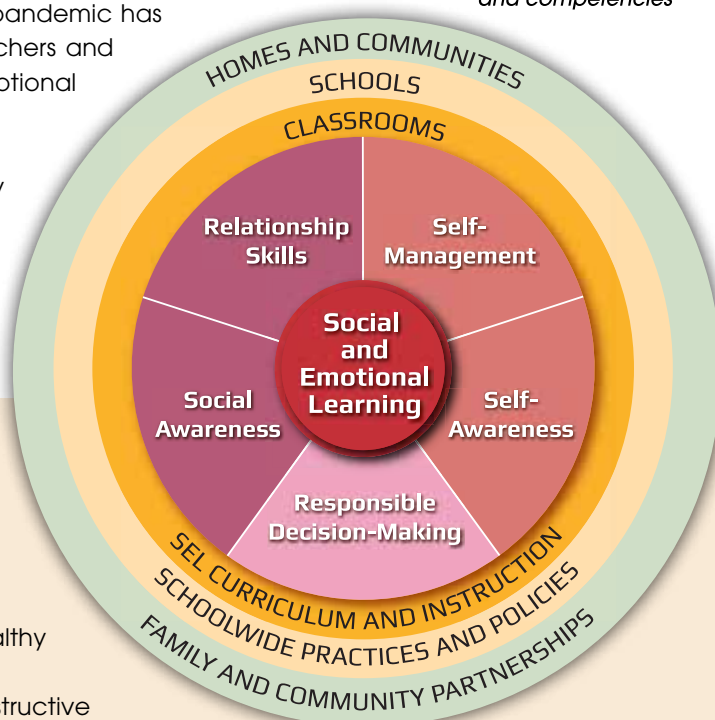 pandemic has
and competencies
chers and
otional
y
HOMES AND COMMUNITIES
SCHOOLS
CLASSROOMS
Relationship
Skills
Self-
Management
Social
and
Emotional
Learning
Social
Awareness
Self-
Awareness
Responsible
Decision-Making
SEL CURRICULUM AND INSTRUCTION
SCHOOLWIDE PRACTICES AND POLICIES
FAMILY AND COMMUNITY PARTNERSHIPS
althy
structive